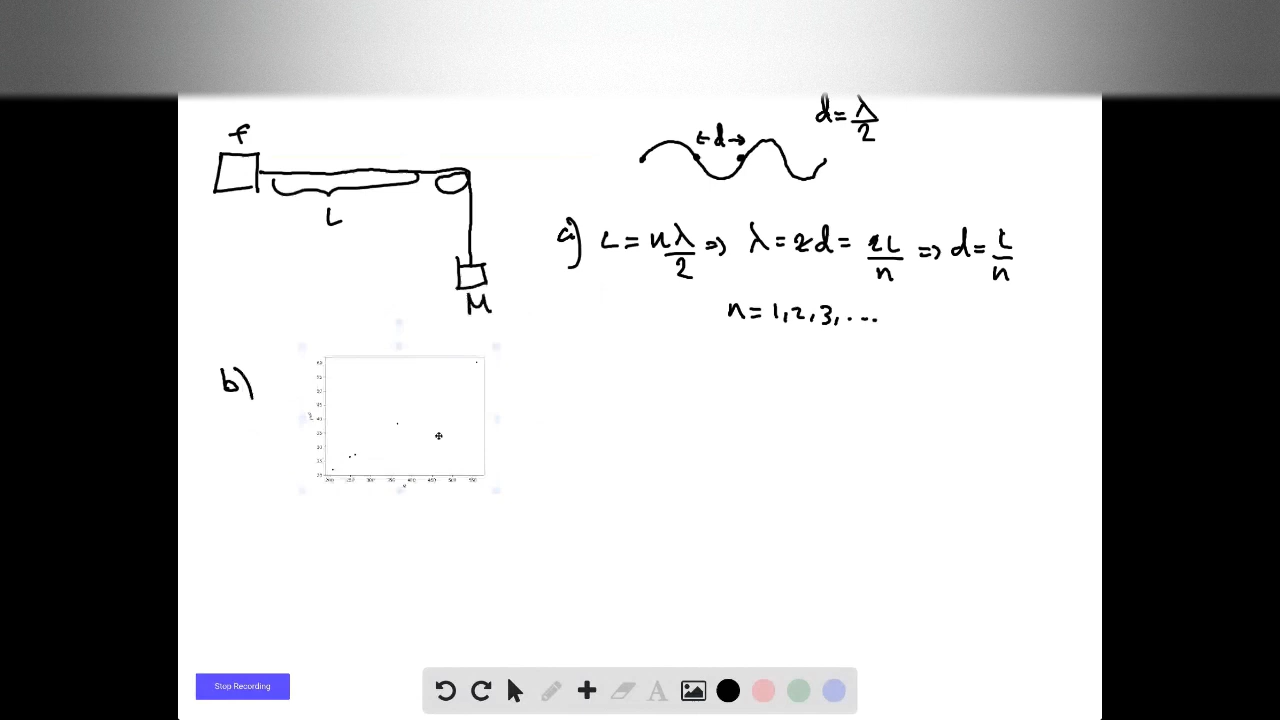 f
L
M
d
d = λ/2
a) L = nλ/2 => λ = 2d = 2L/n => d = L/n
n = 1, 2, 3, ...
b)
Stop Recording
A